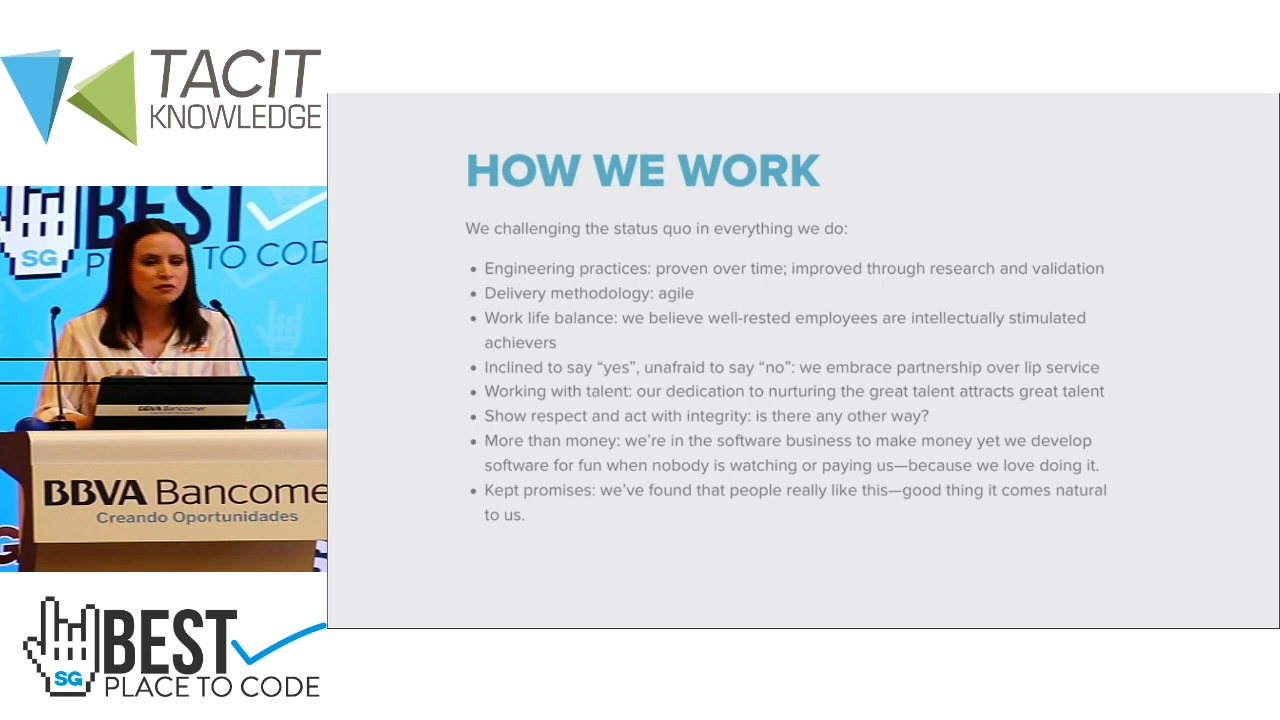 TACIT
KNOWLEDGE
BEST
SG
PLACE TO COD
BBVA Bancomer
BBVA Bancome
Creando Oportunidades
BEST
SG
PLACE TO CODE
HOW WE WORK
We challenging the status quo in everything we do:
• Engineering practices: proven over time; improved through research and validation
• Delivery methodology: agile
• Work life balance: we believe well-rested employees are intellectually stimulated
achievers
• Inclined to say “yes”, unafraid to say “no”: we embrace partnership over lip service
• Working with talent: our dedication to nurturing the great talent attracts great talent
• Show respect and act with integrity: is there any other way?
• More than money: we’re in the software business to make money yet we develop
software for fun when nobody is watching or paying us—because we love doing it.
• Kept promises: we’ve found that people really like this—good thing it comes natural
to us.